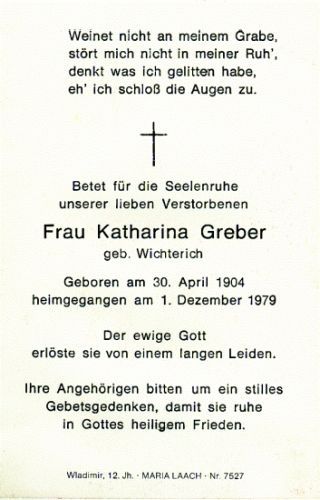 Weinet nicht an meinem Grabe,
stört mich nicht in meiner Ruh',
denkt was ich gelitten habe,
eh' ich schloß die Augen zu.
Betet für die Seelenruhe
unserer lieben Verstorbenen
Frau Katharina Greber
geb. Wichterich
Geboren am 30. April 1904
heimgegangen am 1. Dezember 1979
Der ewige Gott
erlöste sie von einem langen Leiden.
Ihre Angehörigen bitten um ein stilles
Gebetsgedenken, damit sie ruhe
in Gottes heiligem Frieden.
Wladimir, 12. Jh. · MARIA LAACH · Nr. 7527